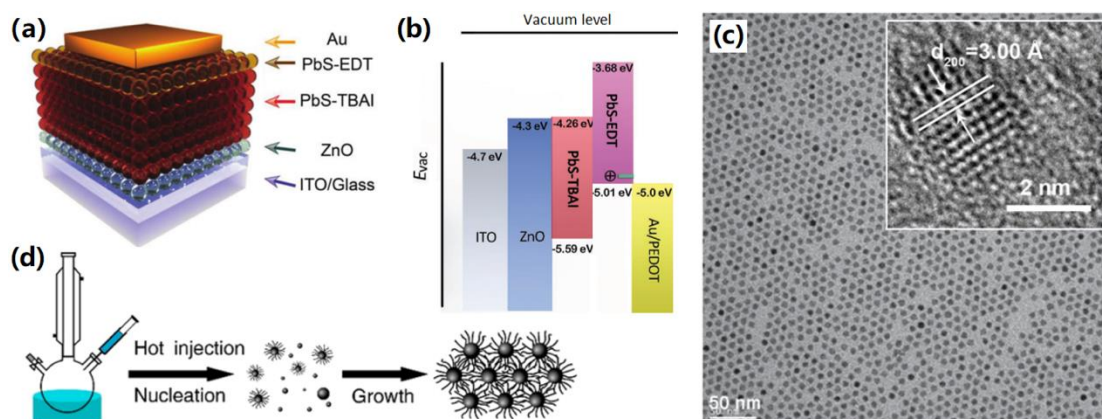 (a)
Au
PbS-EDT
PbS-TBAI
ZnO
ITO/Glass
(b)
Vacuum level
Evac
-3.68 eV
-4.3 eV
-4.26 eV
-4.7 eV
PbS-EDT
PbS-TBAI
⊕
-5.01 eV
-5.0 eV
ITO
ZnO
-5.59 eV
Au/PEDOT
(c)
d200=3.00 A
2 nm
50 nm
(d)
Hot injection
Nucleation
Growth